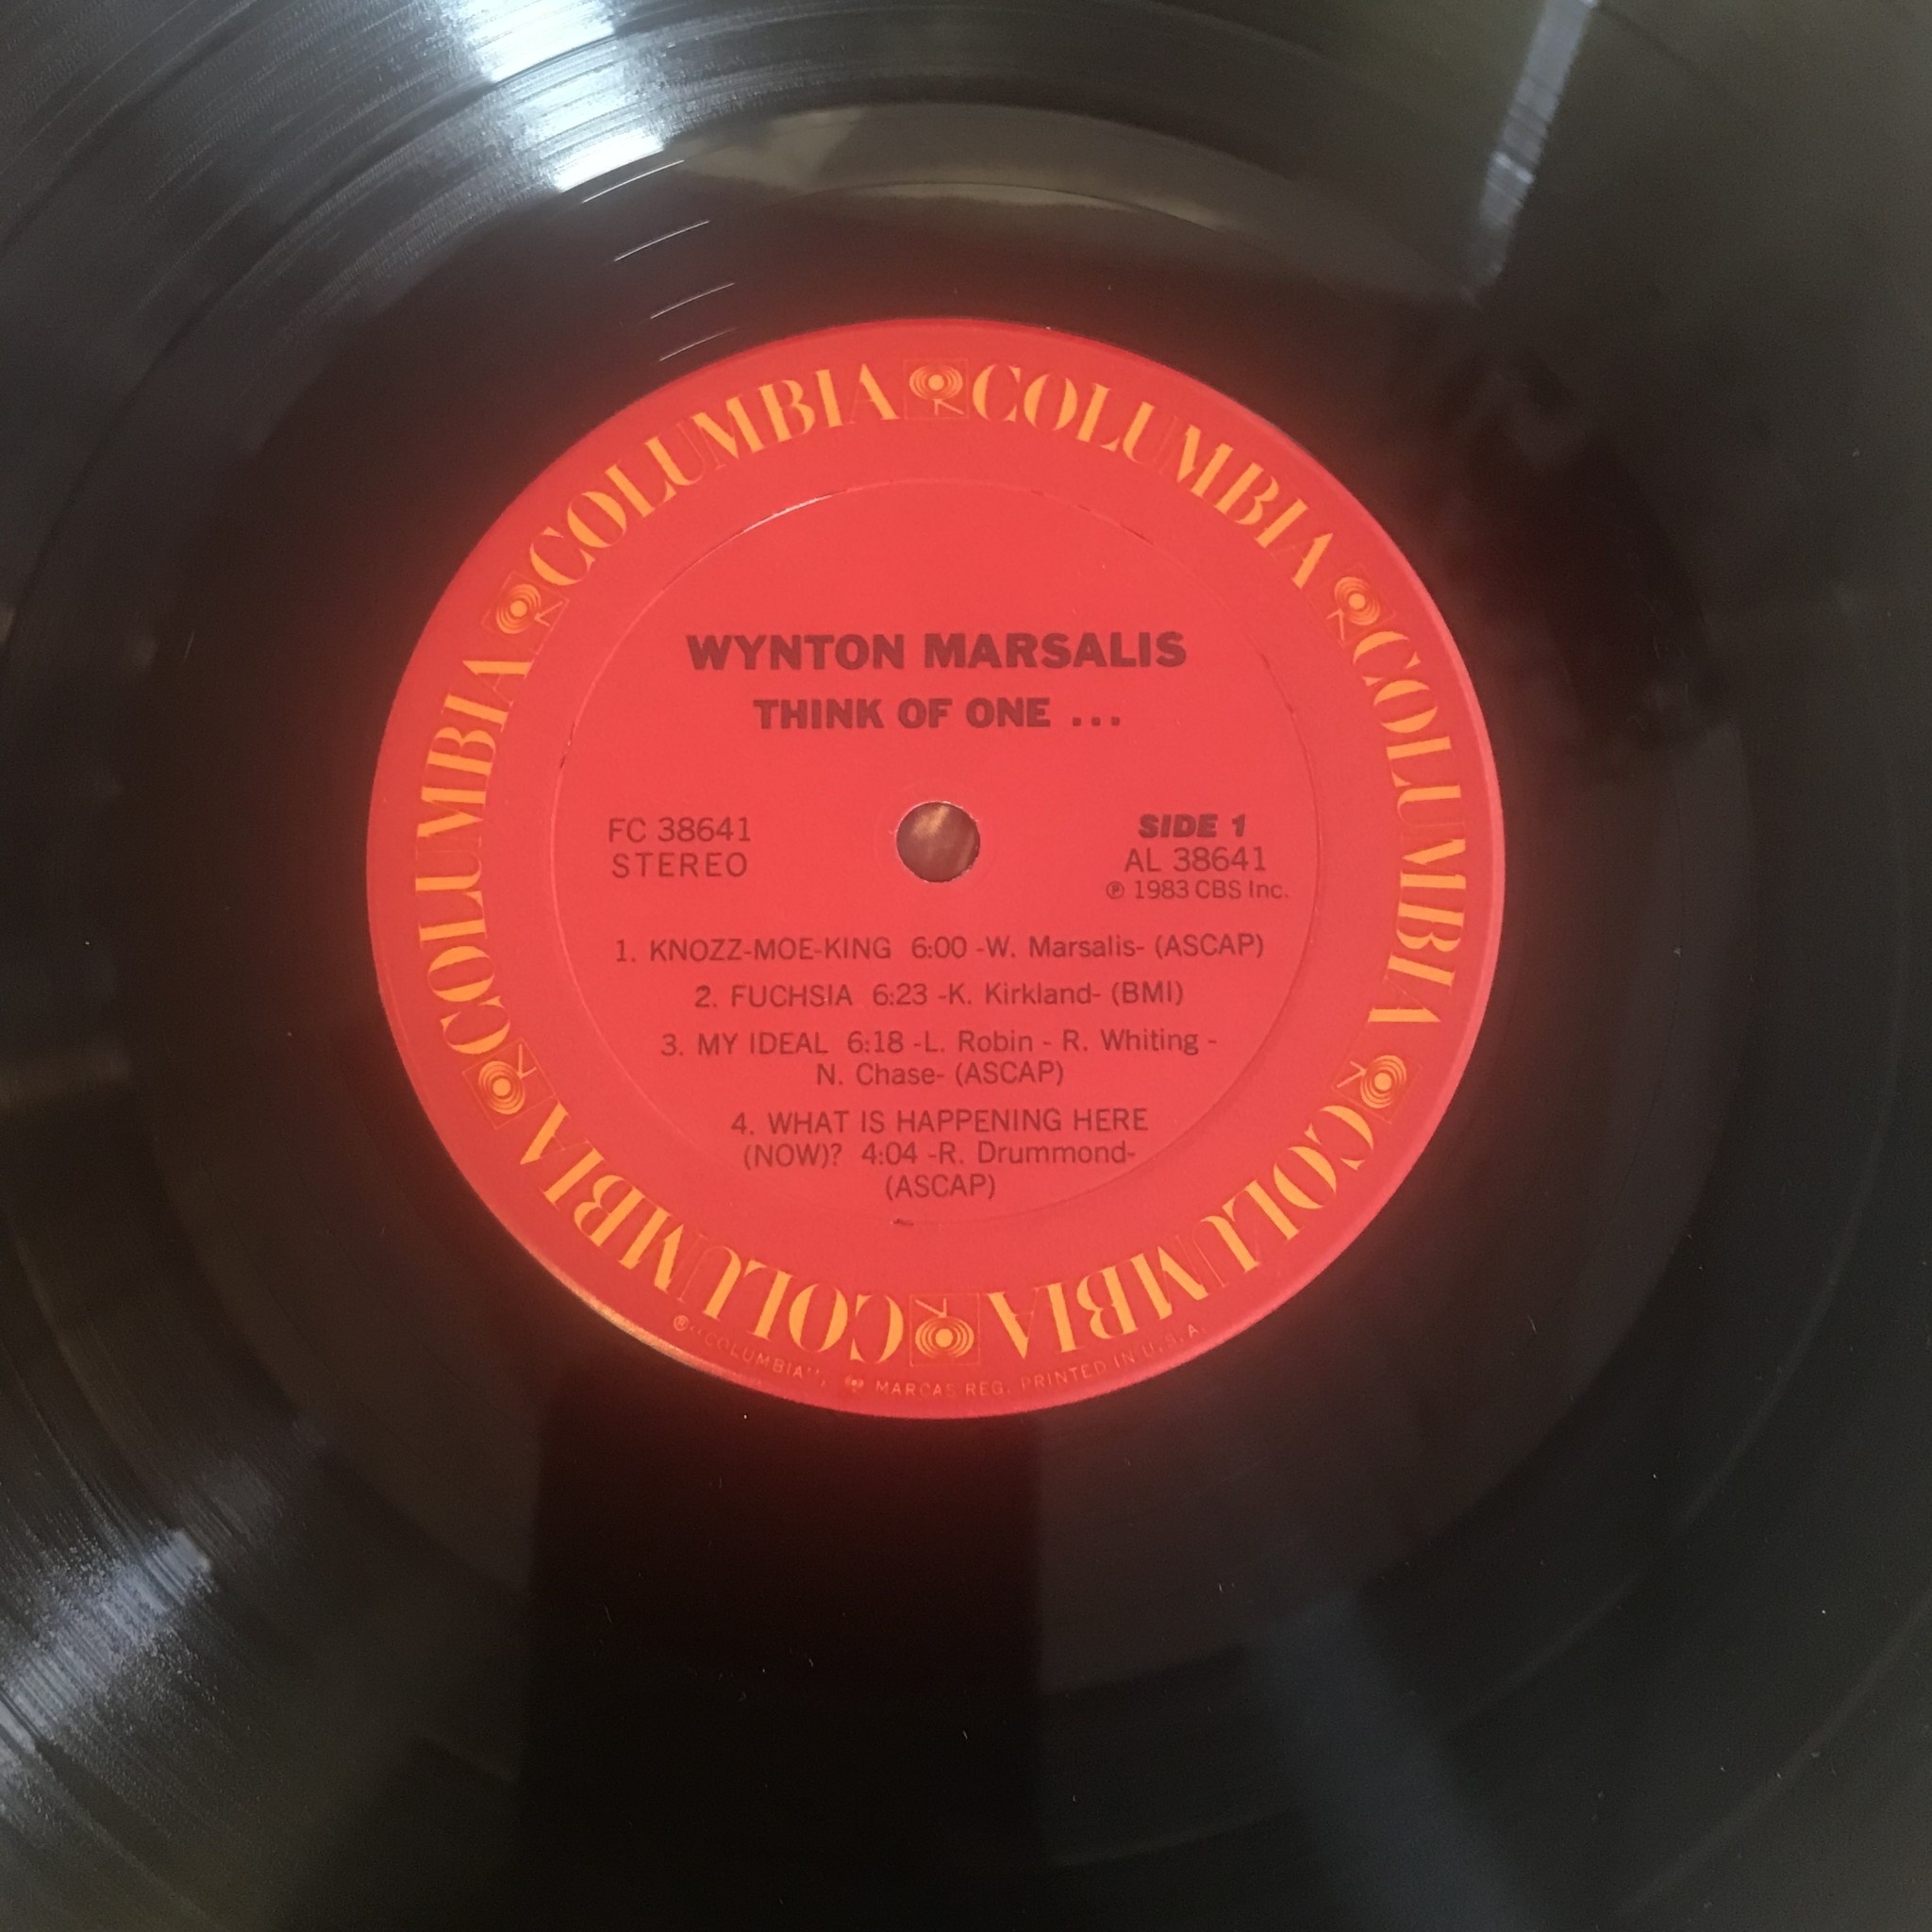 COLUMBIA COLUMBIA COLUMBIA COLUMBIA COLUMBIA COLUMBIA
WYNTON MARSALIS
THINK OF ONE ...
FC 38641
STEREO
SIDE 1
AL 38641
℗ 1983 CBS Inc.
1. KNOZZ-MOE-KING 6:00 -W. Marsalis- (ASCAP)
2. FUCHSIA 6:23 -K. Kirkland- (BMI)
3. MY IDEAL 6:18 -L. Robin - R. Whiting -
N. Chase- (ASCAP)
4. WHAT IS HAPPENING HERE
(NOW)? 4:04 -R. Drummond-
(ASCAP)
®"COLUMBIA", MARCAS REG. PRINTED IN U.S.A.